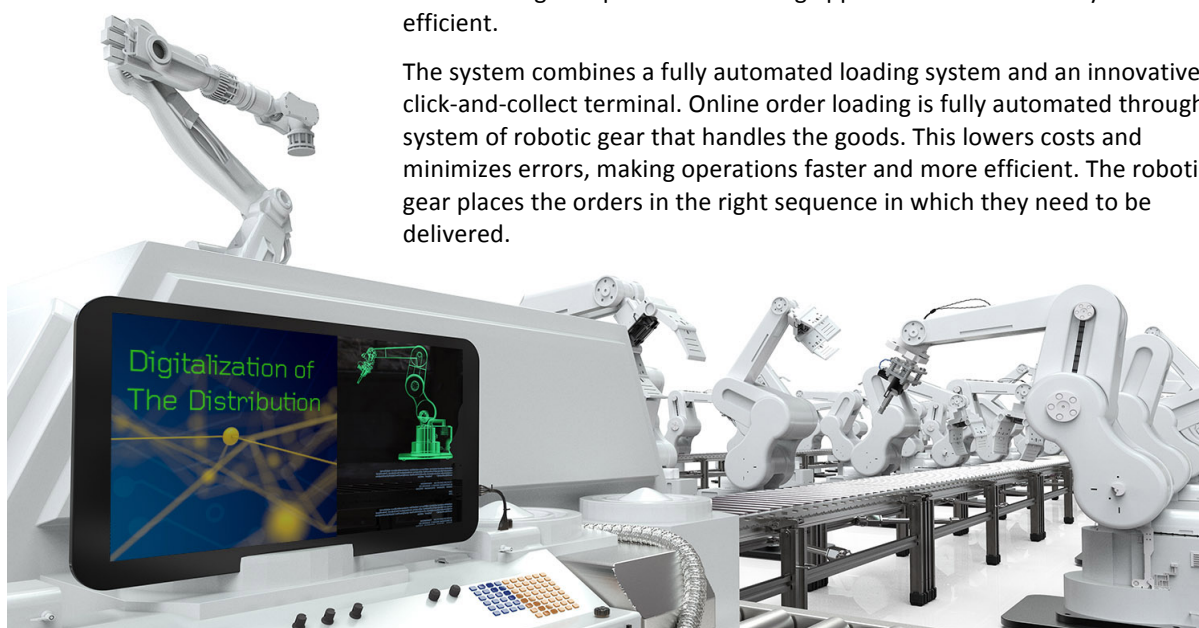 efficient.
The system combines a fully automated loading system and an innovative
click-and-collect terminal. Online order loading is fully automated through
system of robotic gear that handles the goods. This lowers costs and
minimizes errors, making operations faster and more efficient. The roboti
gear places the orders in the right sequence in which they need to be
delivered.
Digitalization of
The Distribution